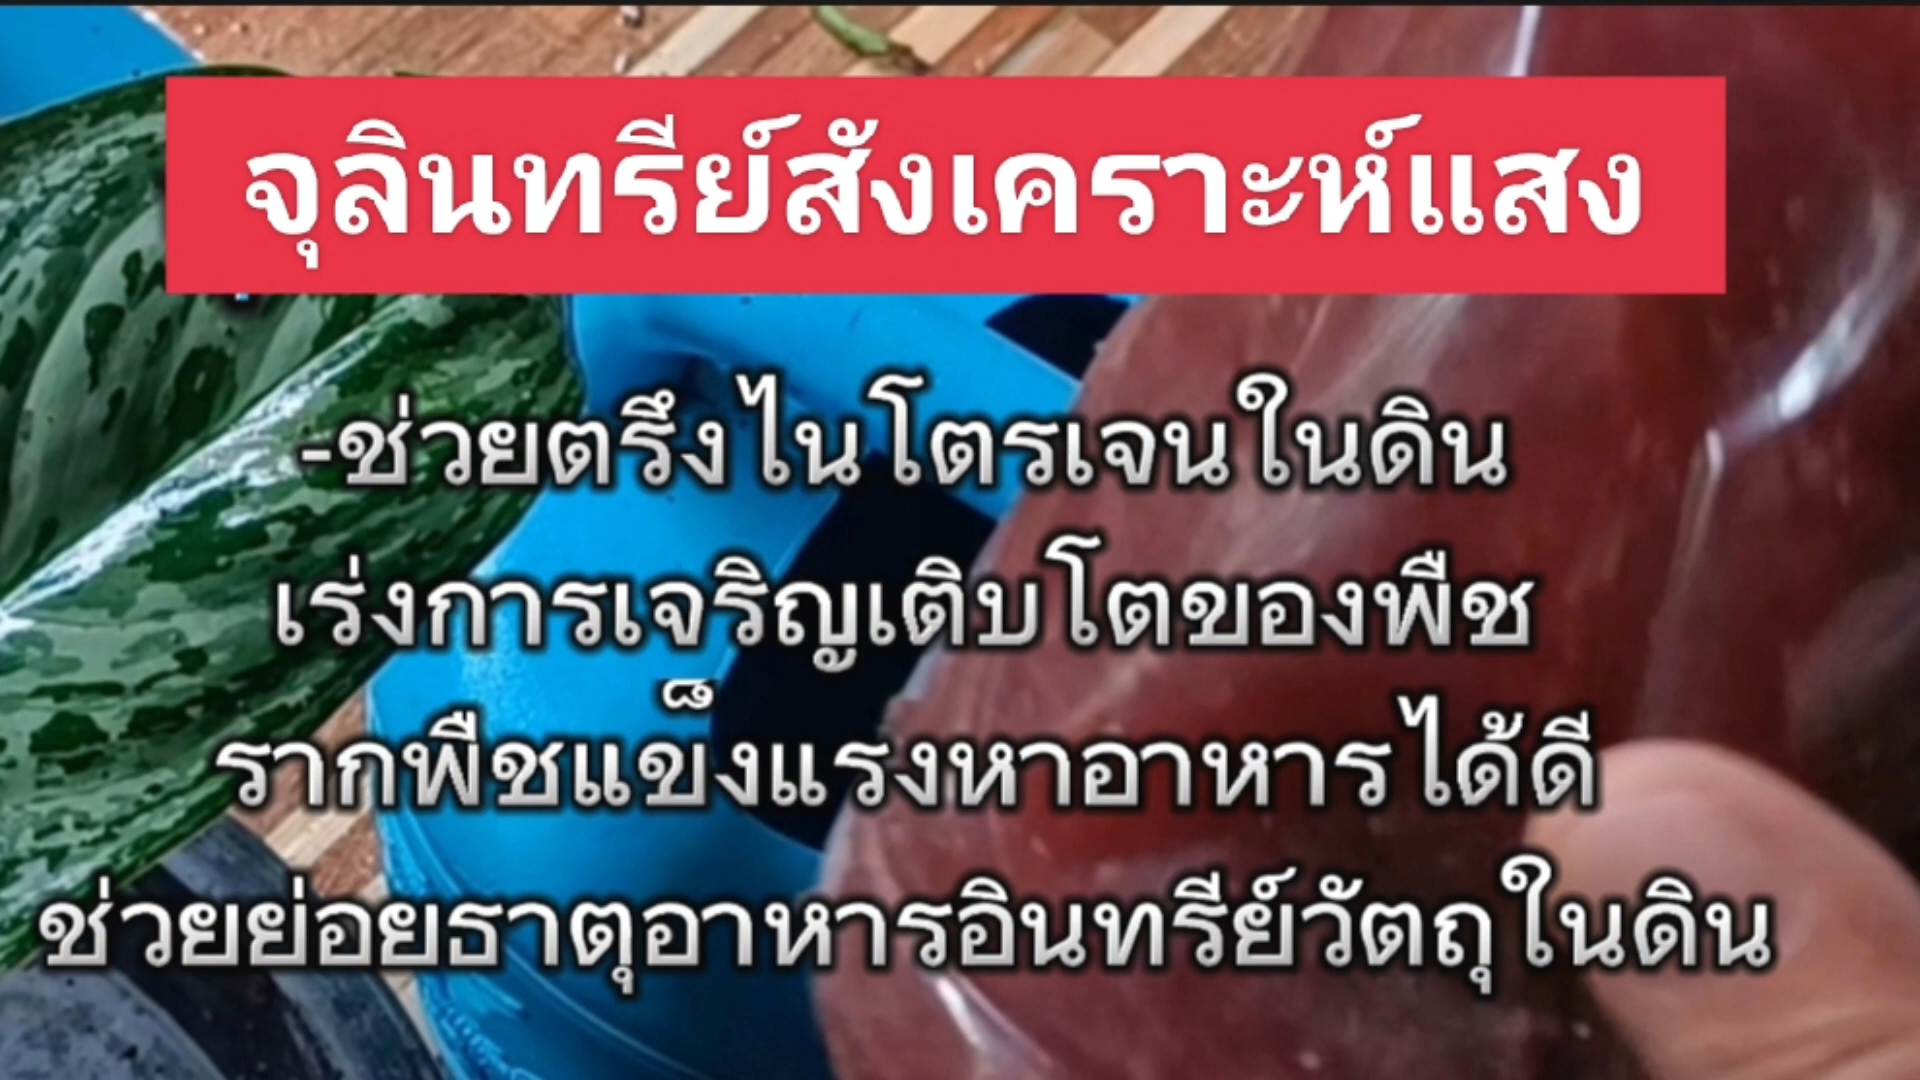 จุลินทรีย์สังเคราะห์แสง
-ช่วยตรึงไนโตรเจนในดิน
เร่งการเจริญเติบโตของพืช
รากพืชแข็งแรงหาอาหารได้ดี
ช่วยย่อยธาตุอาหารอินทรีย์วัตถุในดิน